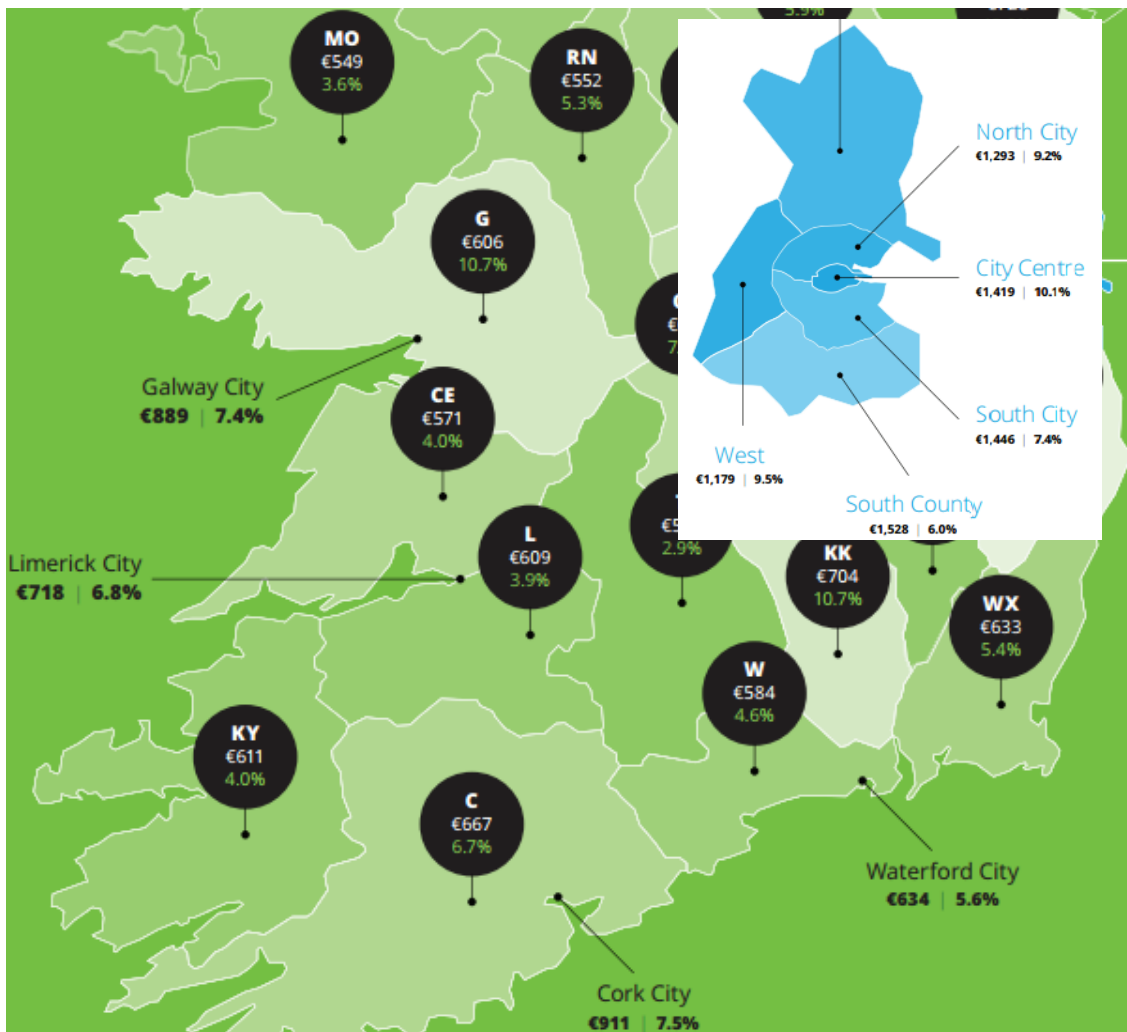 MO
€549
3.6%
RN
€552
5.3%
5.9%
G
€606
10.7%
Galway City
€889 | 7.4%
CE
€571
4.0%
Limerick City
€718 | 6.8%
L
€609
3.9%
2.9%
KK
€704
10.7%
WX
€633
5.4%
W
€584
4.6%
KY
€611
4.0%
C
€667
6.7%
Waterford City
€634 | 5.6%
Cork City
€911 | 7.5%
North City
€1,293 | 9.2%
City Centre
€1,419 | 10.1%
South City
€1,446 | 7.4%
West
€1,179 | 9.5%
South County
€1,528 | 6.0%